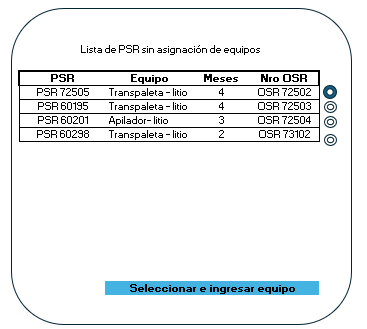 Lista de PSR sin asignación de equipos
PSR Equipo Meses Nro OSR
PSR 72505 Transpaleta - litio 4 OSR 72502
PSR 60195 Transpaleta - litio 4 OSR 72503
PSR 60201 Apilador- litio 3 OSR 72504
PSR 60298 Transpaleta - litio 2 OSR 73102
Seleccionar e ingresar equipo